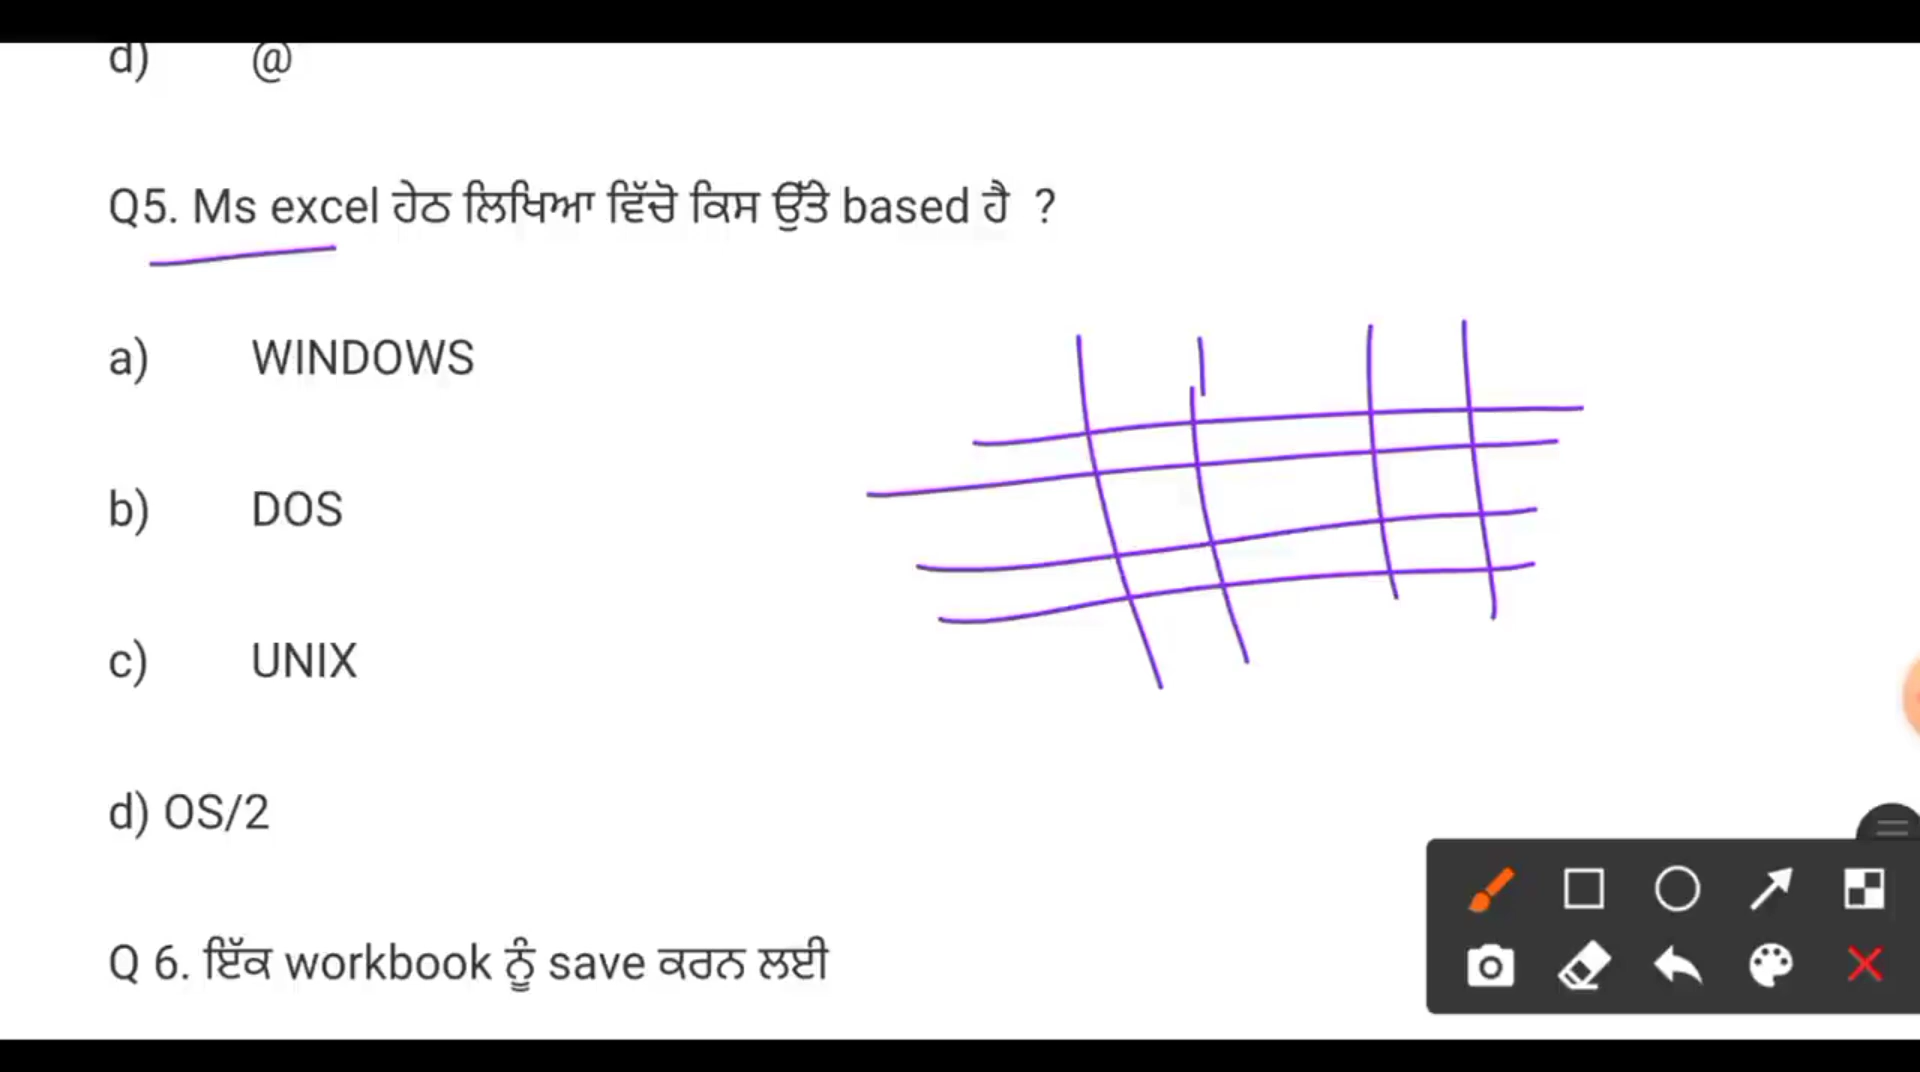 d) @
Q5. Ms excel ਹੇਠ ਲਿਖਿਆ ਵਿੱਚੋ ਕਿਸ ਉੱਤੇ based ਹੈ ?
a) WINDOWS
b) DOS
c) UNIX
d) OS/2
Q 6. ਇੱਕ workbook ਨੂੰ save ਕਰਨ ਲਈ